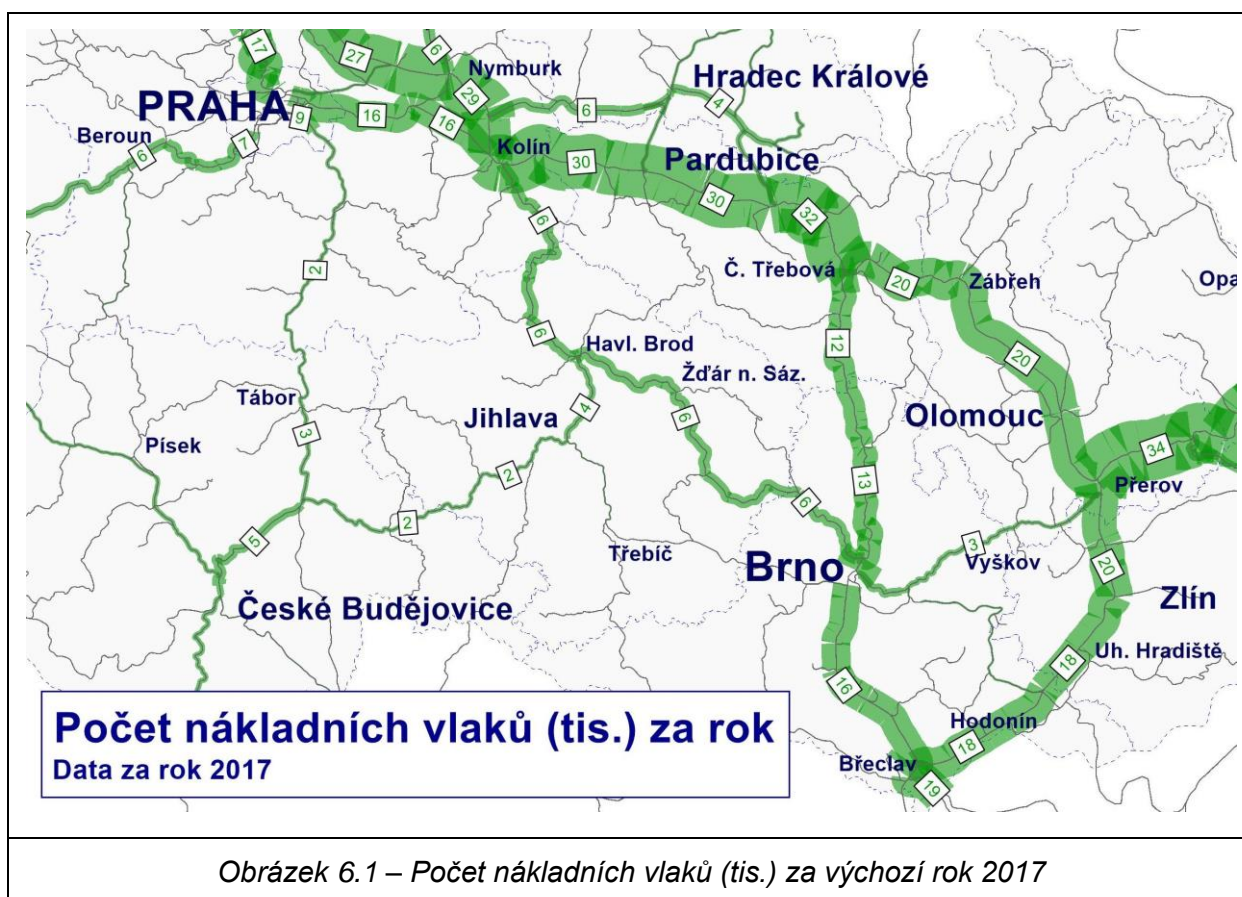 17
27
6
Nymburk
Hradec Králové
29
PRAHA
9
16
16
6
4
Beroun
6
7
Kolín
30
Pardubice
30
32
6
2
Č. Třebová
20
Zábřeh
Opa
12
6
Havl. Brod
Žďár n. Sáz.
20
Tábor
Jihlava
4
6
Olomouc
Písek
3
34
2
13
Přerov
2
6
5
Třebíč
3
Brno
Vyškov
20
Zlín
České Budějovice
Uh. Hradiště
18
16
Hodonín
18
Břeclav
19
Počet nákladních vlaků (tis.) za rok
Data za rok 2017
Obrázek 6.1 – Počet nákladních vlaků (tis.) za výchozí rok 2017